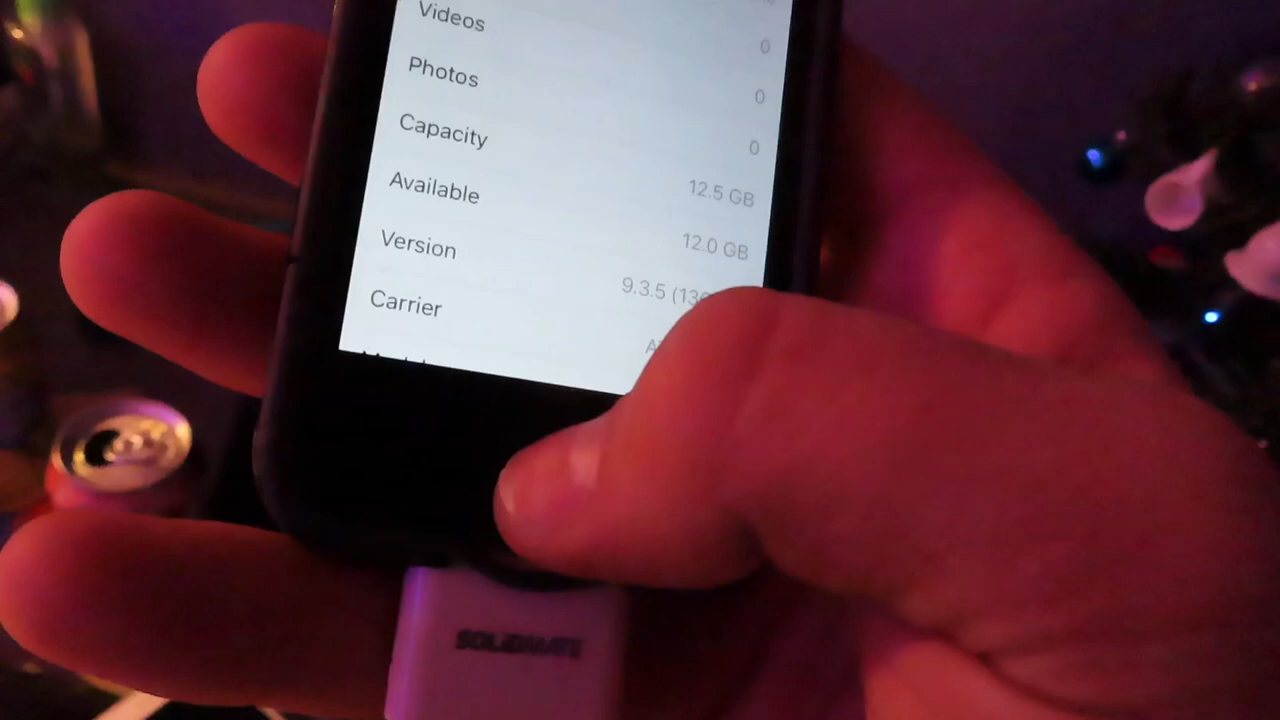 Videos 0
Photos 0
Capacity 0
Available 12.5 GB
Version 12.0 GB
Carrier 9.3.5 (13
SOLIDMATE